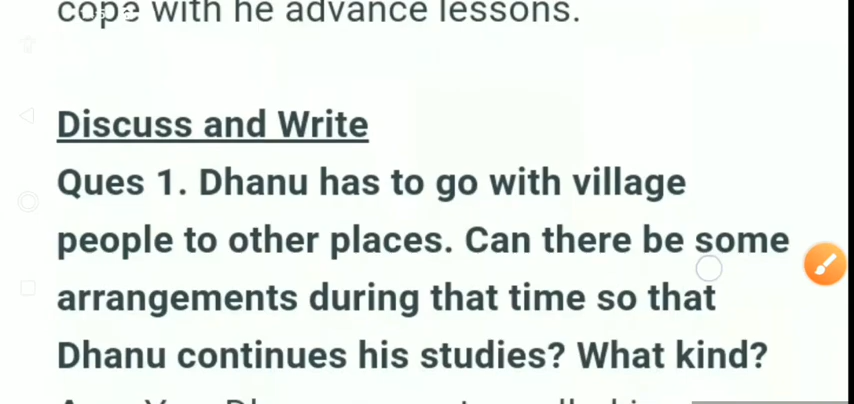 cope with he advance lessons.
Discuss and Write
Ques 1. Dhanu has to go with village
people to other places. Can there be some
arrangements during that time so that
Dhanu continues his studies? What kind?